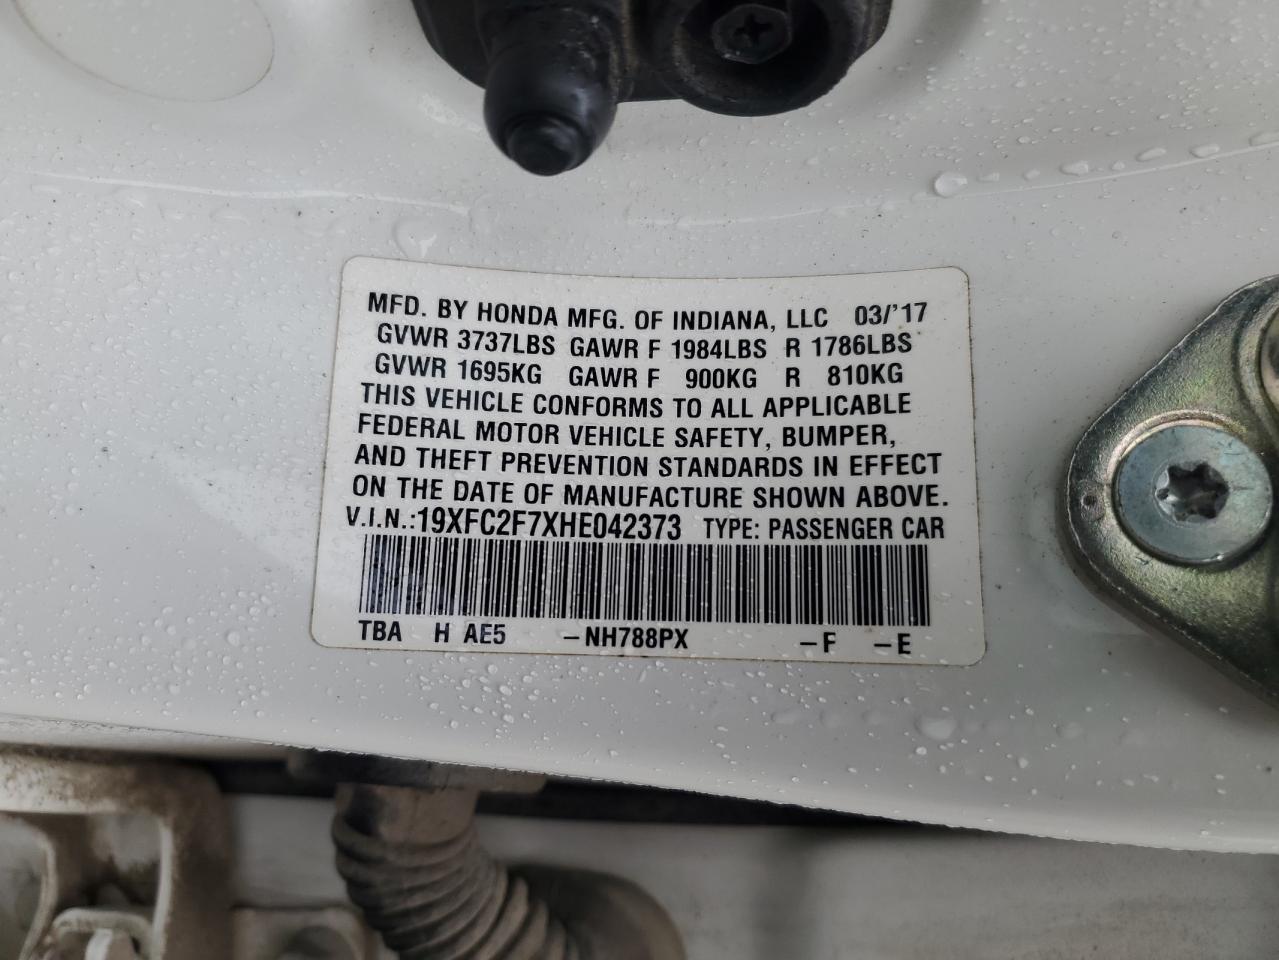 MFD. BY HONDA MFG. OF INDIANA, LLC 03/'17
GVWR 3737LBS GAWR F 1984LBS R 1786LBS
GVWR 1695KG GAWR F 900KG R 810KG
THIS VEHICLE CONFORMS TO ALL APPLICABLE
FEDERAL MOTOR VEHICLE SAFETY, BUMPER,
AND THEFT PREVENTION STANDARDS IN EFFECT
ON THE DATE OF MANUFACTURE SHOWN ABOVE.
V.I.N.:19XFC2F7XHE042373 TYPE: PASSENGER CAR
TBA H AE5 –NH788PX –F –E